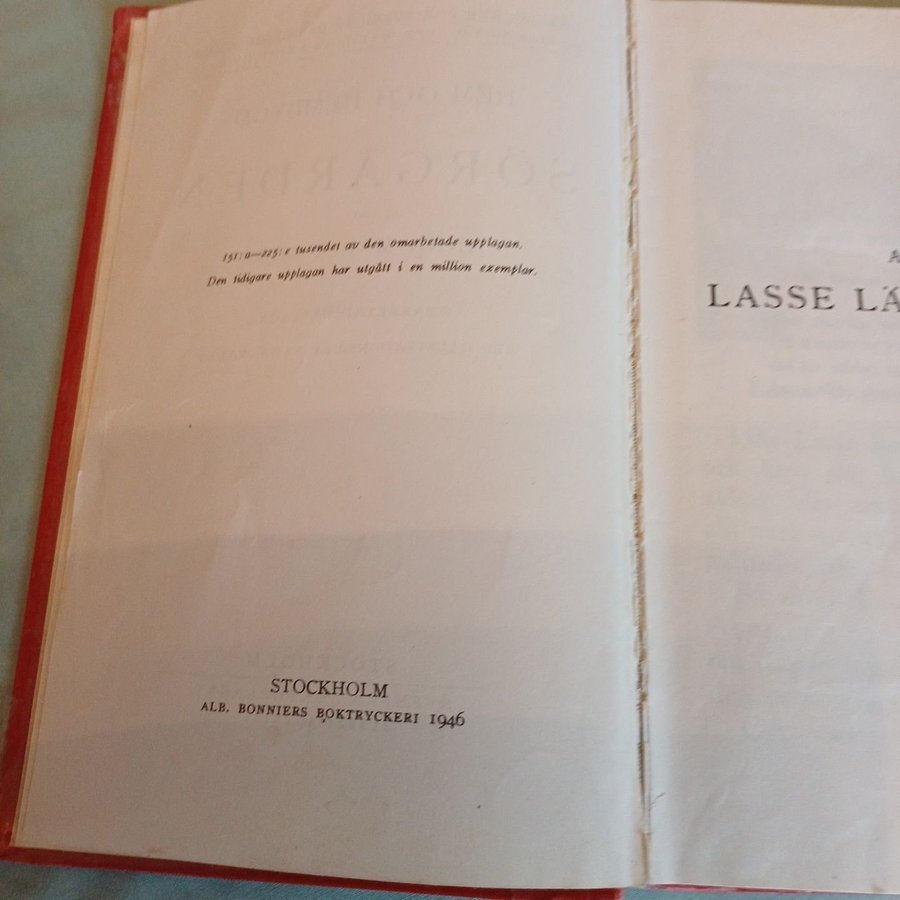 151:a—225:e tusendet av den omarbetade upplagan.
Den tidigare upplagan har utgått i en million exemplar.
STOCKHOLM
ALB. BONNIERS BOKTRYCKERI 1946
A
LASSE LÄ